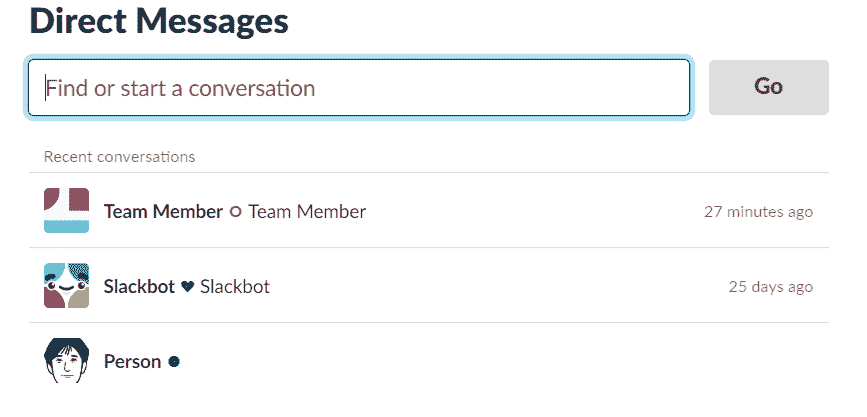 Direct Messages
Find or start a conversation
Go
Recent conversations
Team Member Team Member 27 minutes ago
Slackbot Slackbot 25 days ago
Person